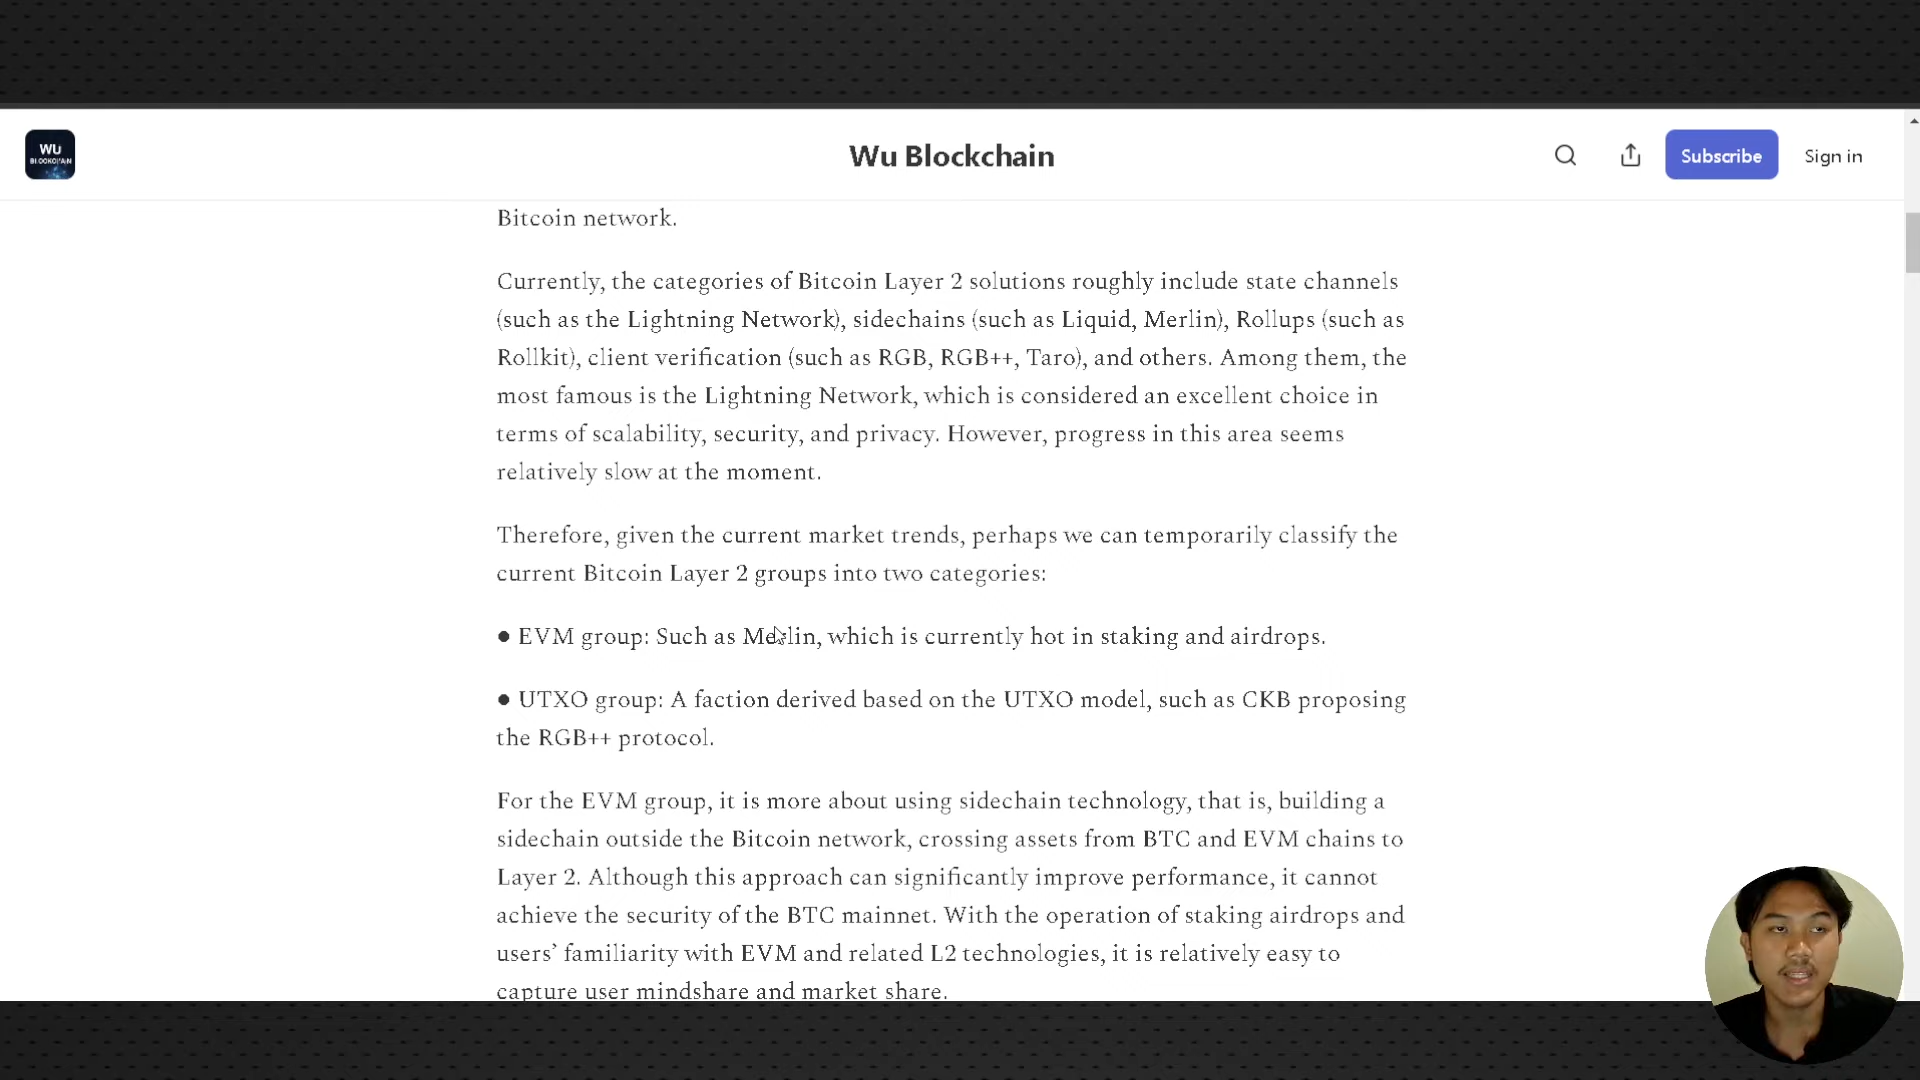 WU
BLOCKCHAIN
Wu Blockchain
Subscribe
Sign in
Bitcoin network.
Currently, the categories of Bitcoin Layer 2 solutions roughly include state channels
(such as the Lightning Network), sidechains (such as Liquid, Merlin), Rollups (such as
Rollkit), client verification (such as RGB, RGB++, Taro), and others. Among them, the
most famous is the Lightning Network, which is considered an excellent choice in
terms of scalability, security, and privacy. However, progress in this area seems
relatively slow at the moment.
Therefore, given the current market trends, perhaps we can temporarily classify the
current Bitcoin Layer 2 groups into two categories:
● EVM group: Such as Merlin, which is currently hot in staking and airdrops.
● UTXO group: A faction derived based on the UTXO model, such as CKB proposing
the RGB++ protocol.
For the EVM group, it is more about using sidechain technology, that is, building a
sidechain outside the Bitcoin network, crossing assets from BTC and EVM chains to
Layer 2. Although this approach can significantly improve performance, it cannot
achieve the security of the BTC mainnet. With the operation of staking airdrops and
users’ familiarity with EVM and related L2 technologies, it is relatively easy to
capture user mindshare and market share.